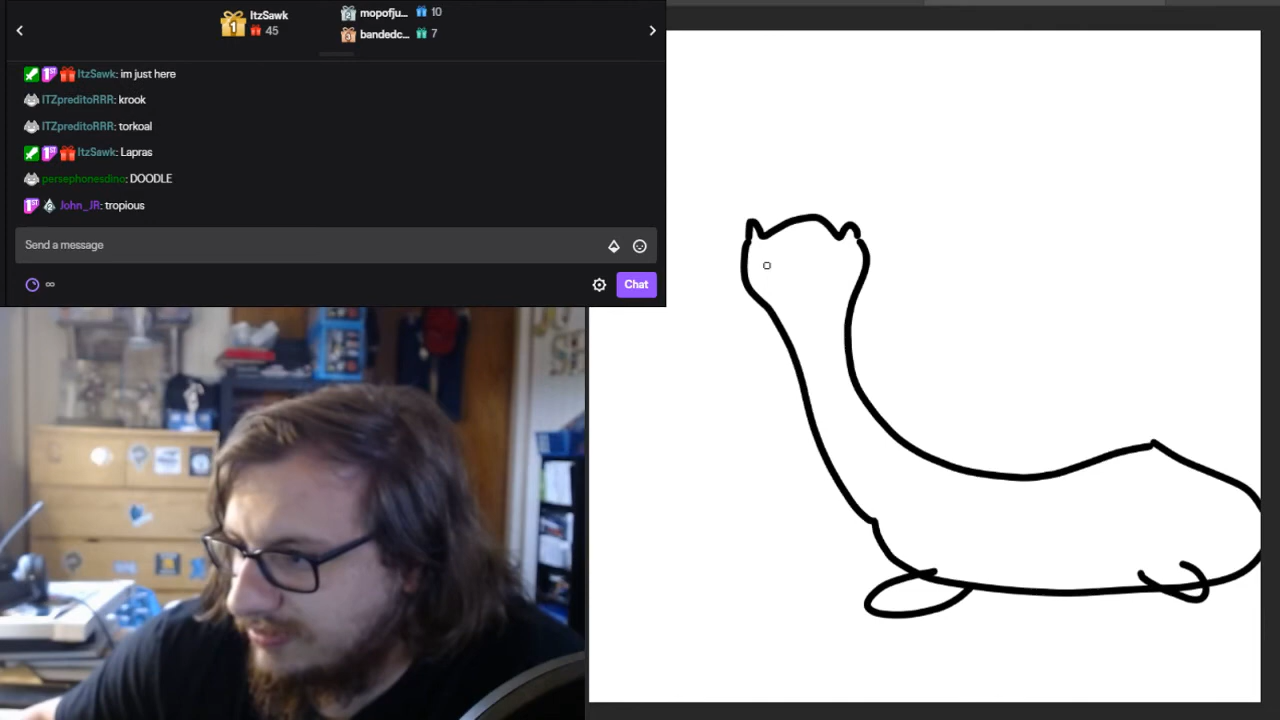 ItzSawk
45
mopofju... 10
bandedc... 7
ItzSawk: im just here
ITZpreditoRRR: krook
ITZpreditoRRR: torkoal
ItzSawk: Lapras
persephonesdino: DOODLE
John_JR: tropious
Send a message
∞
Chat